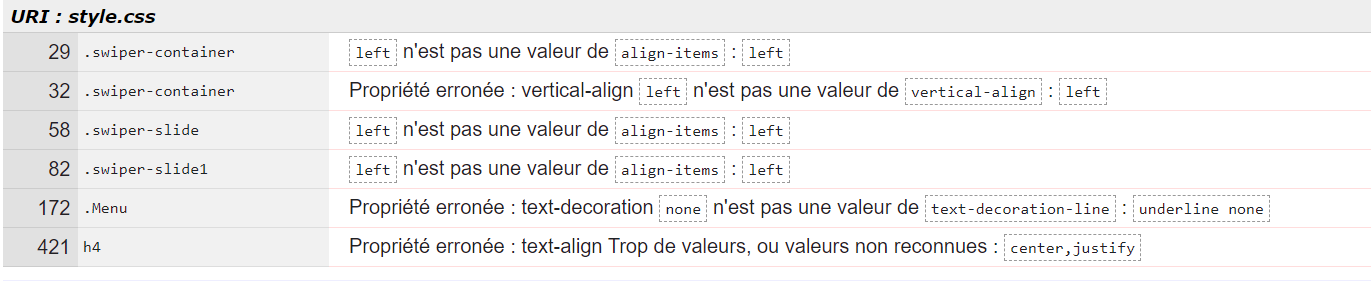 URI : style.css
29 .swiper-container left n'est pas une valeur de align-items : left
32 .swiper-container Propriété erronée : vertical-align left n'est pas une valeur de vertical-align : left
58 .swiper-slide left n'est pas une valeur de align-items : left
82 .swiper-slide1 left n'est pas une valeur de align-items : left
172 .Menu Propriété erronée : text-decoration none n'est pas une valeur de text-decoration-line : underline none
421 h4 Propriété erronée : text-align Trop de valeurs, ou valeurs non reconnues : center,justify